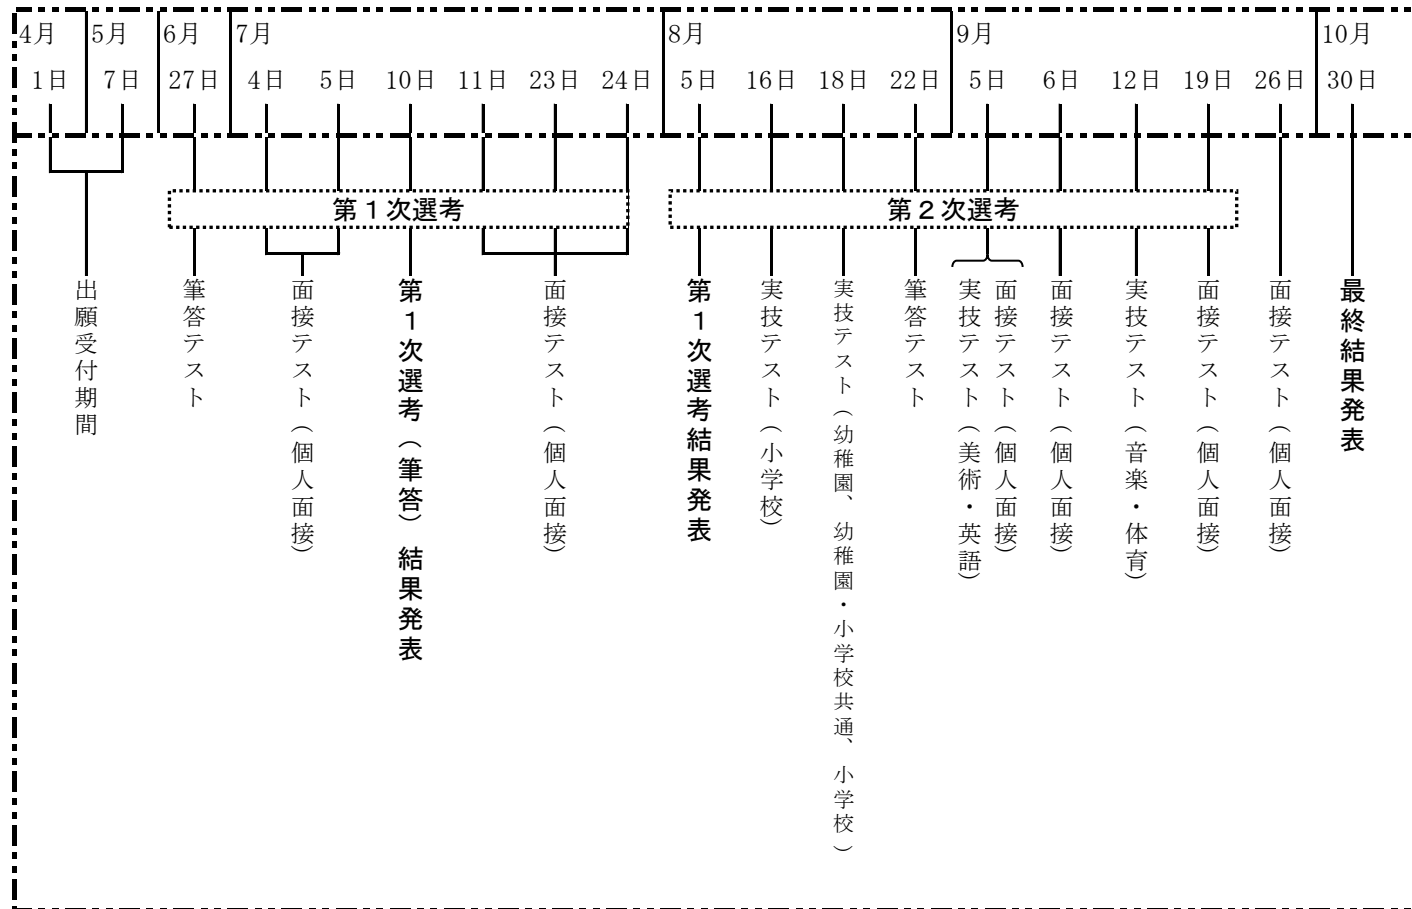 4月
5月
6月
7月
8月
9月
10月
1日
7日
27日
4日
5日
10日
11日
23日
24日
5日
16日
18日
22日
5日
6日
12日
19日
26日
30日
第1次選考
第2次選考
出願受付期間
筆答テスト
面接テスト(個人面接)
第1次選考(筆答)結果発表
面接テスト(個人面接)
第1次選考結果発表
実技テスト(小学校)
実技テスト(幼稚園、幼稚園・小学校共通、小学校)
筆答テスト
実技テスト(美術・英語)
面接テスト(個人面接)
面接テスト(個人面接)
実技テスト(音楽・体育)
面接テスト(個人面接)
面接テスト(個人面接)
最終結果発表